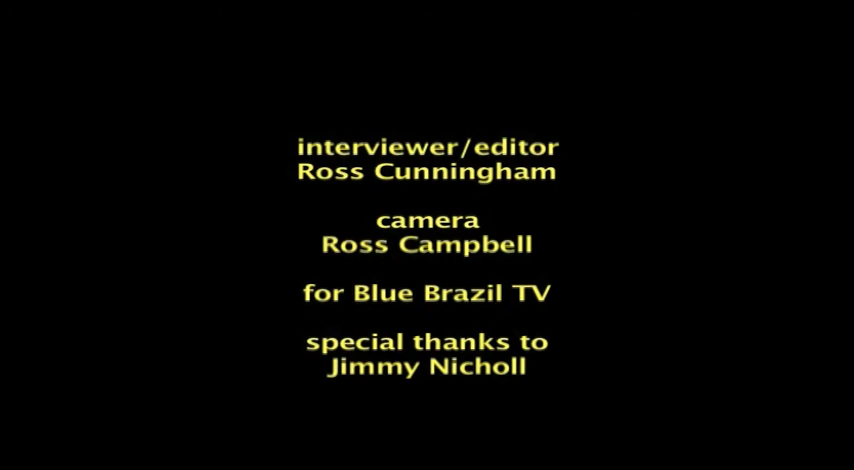 interviewer/editor
Ross Cunningham
camera
Ross Campbell
for Blue Brazil TV
special thanks to
Jimmy Nicholl